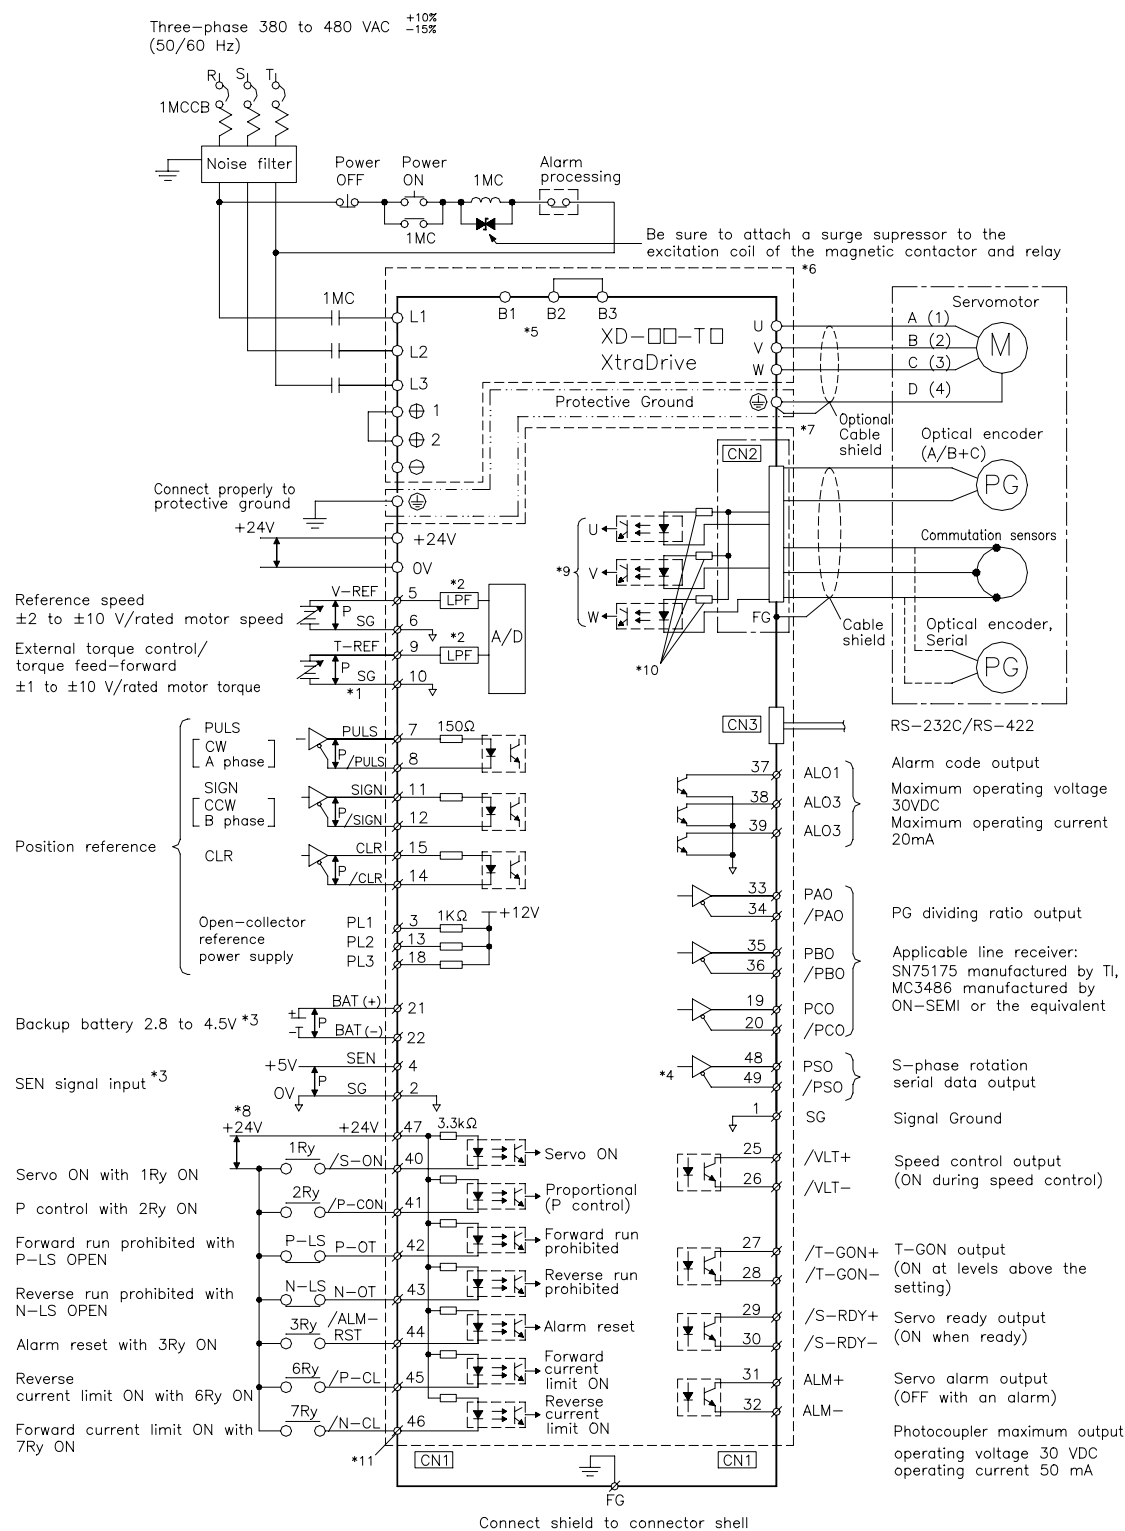 Three-phase 380 to 480 VAC +10% -15%
(50/60 Hz)
R S T
1MCCB
Noise filter
Power OFF
Power ON
1MC
Alarm processing
1MC
Be sure to attach a surge supressor to the
excitation coil of the magnetic contactor and relay
*6
1MC
B1 B2 B3
*5
XD-□□-T□
XtraDrive
L1
L2
L3
⊕ 1
⊕ 2
⊖
U
V
W
Protective Ground
Servomotor
A (1)
B (2)
C (3)
D (4)
M
Optional
Cable
shield
*7
CN2
Optical encoder
(A/B+C)
PG
Commutation sensors
Optical encoder,
Serial
PG
Cable
shield
FG
*9
U
V
W
*10
Connect properly to
protective ground
+24V
+24V
0V
Reference speed
±2 to ±10 V/rated motor speed
V-REF 5 *2 LPF
P
SG 6
A/D
External torque control/
torque feed-forward
±1 to ±10 V/rated motor torque
T-REF 9 *2 LPF
P
SG 10
*1
CN3
RS-232C/RS-422
Position reference
PULS
CW
A phase
PULS 7 150Ω
P
/PULS 8
SIGN
CCW
B phase
SIGN 11
P
/SIGN 12
CLR
CLR 15
P
/CLR 14
Open-collector
reference
power supply
PL1 3 1KΩ +12V
PL2 13
PL3 18
37 ALO1
38 ALO3
39 ALO3
Alarm code output
Maximum operating voltage
30VDC
Maximum operating current
20mA
33 PAO
34 /PAO
35 PBO
36 /PBO
19 PCO
20 /PCO
PG dividing ratio output
Applicable line receiver:
SN75175 manufactured by TI,
MC3486 manufactured by
ON-SEMI or the equivalent
Backup battery 2.8 to 4.5V *3
+
−
BAT (+) 21
P
BAT (-) 22
SEN signal input *3
+5V SEN 4
P
0V SG 2
*4
48 PSO
49 /PSO
S-phase rotation
serial data output
1 SG
Signal Ground
*8
+24V +24V 47 3.3kΩ
Servo ON with 1Ry ON
1Ry /S-ON 40
Servo ON
P control with 2Ry ON
2Ry /P-CON 41
Proportional
(P control)
Forward run prohibited with
P-LS OPEN
P-LS P-OT 42
Forward run
prohibited
Reverse run prohibited with
N-LS OPEN
N-LS N-OT 43
Reverse run
prohibited
Alarm reset with 3Ry ON
3Ry /ALM-RST 44
Alarm reset
Reverse
current limit ON with 6Ry ON
6Ry /P-CL 45
Forward
current
limit ON
Forward current limit ON with
7Ry ON
7Ry /N-CL 46
Reverse
current
limit ON
*11
25 /VLT+
26 /VLT-
Speed control output
(ON during speed control)
27 /T-GON+
28 /T-GON-
T-GON output
(ON at levels above the
setting)
29 /S-RDY+
30 /S-RDY-
Servo ready output
(ON when ready)
31 ALM+
32 ALM-
Servo alarm output
(OFF with an alarm)
Photocoupler maximum output
operating voltage 30 VDC
operating current 50 mA
CN1
CN1
FG
Connect shield to connector shell